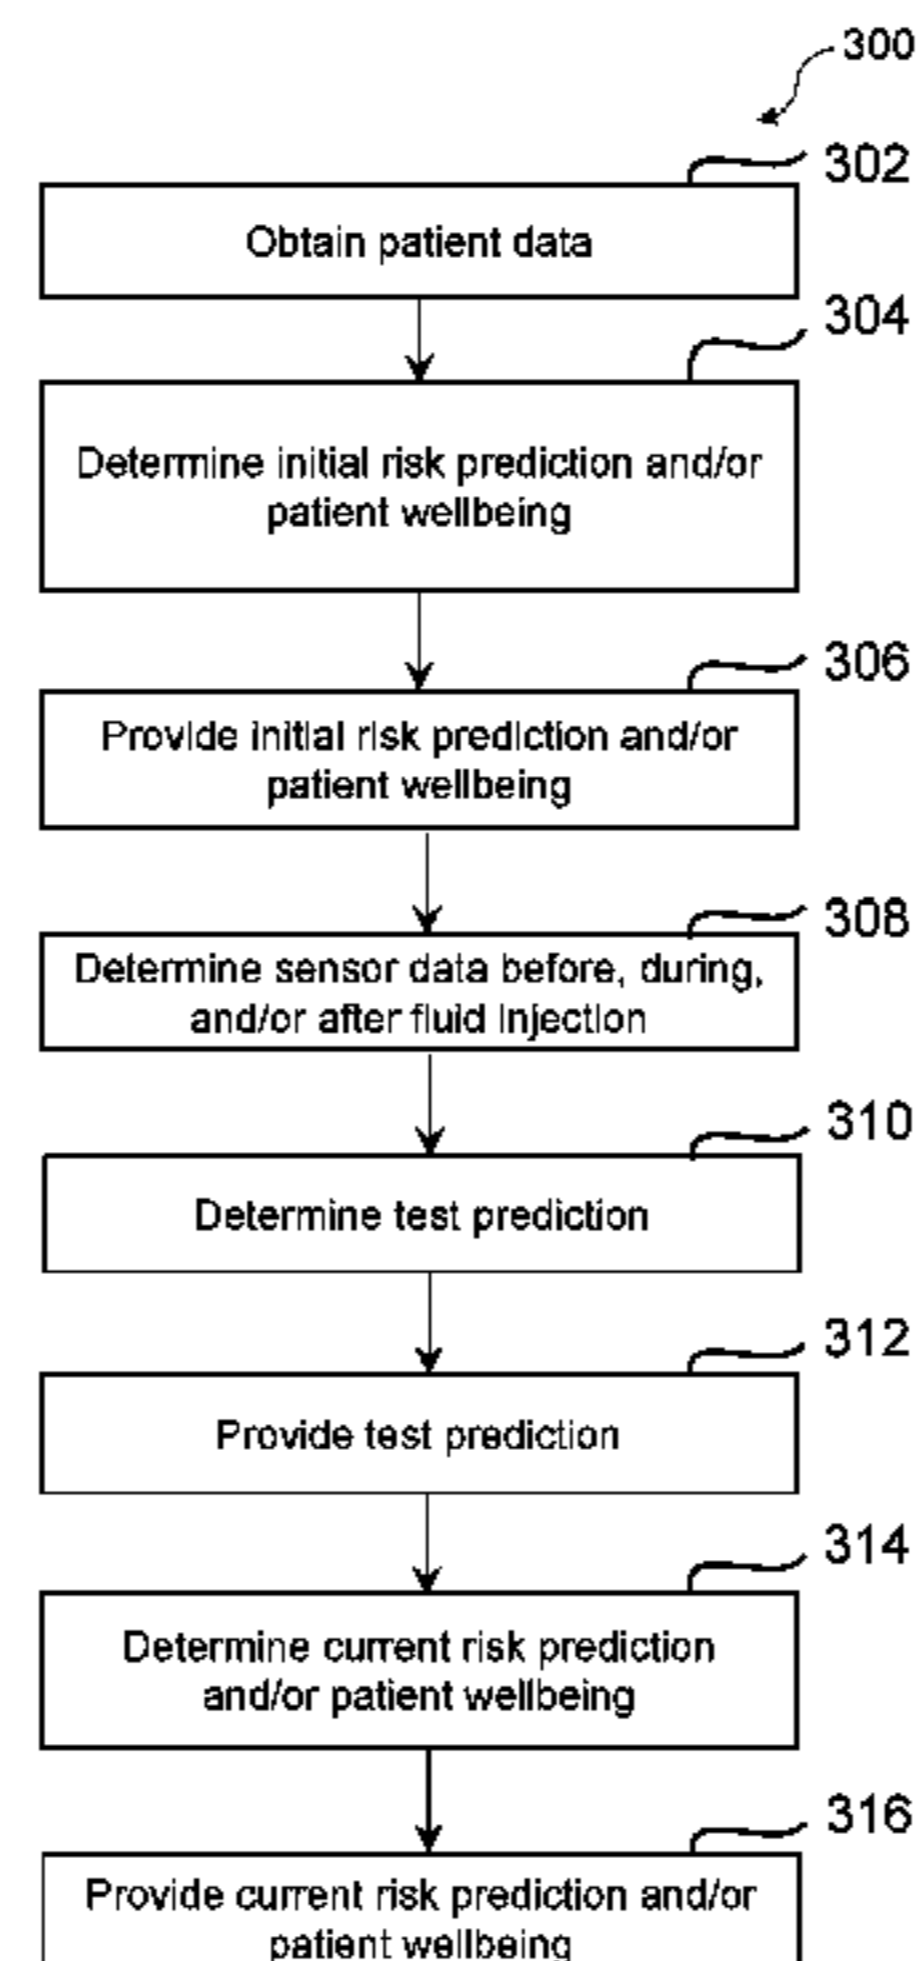 300
302
Obtain patient data
304
Determine initial risk prediction and/or
patient wellbeing
306
Provide initial risk prediction and/or
patient wellbeing
308
Determine sensor data before, during,
and/or after fluid injection
310
Determine test prediction
312
Provide test prediction
314
Determine current risk prediction
and/or patient wellbeing
316
Provide current risk prediction and/or
patient wellbeing